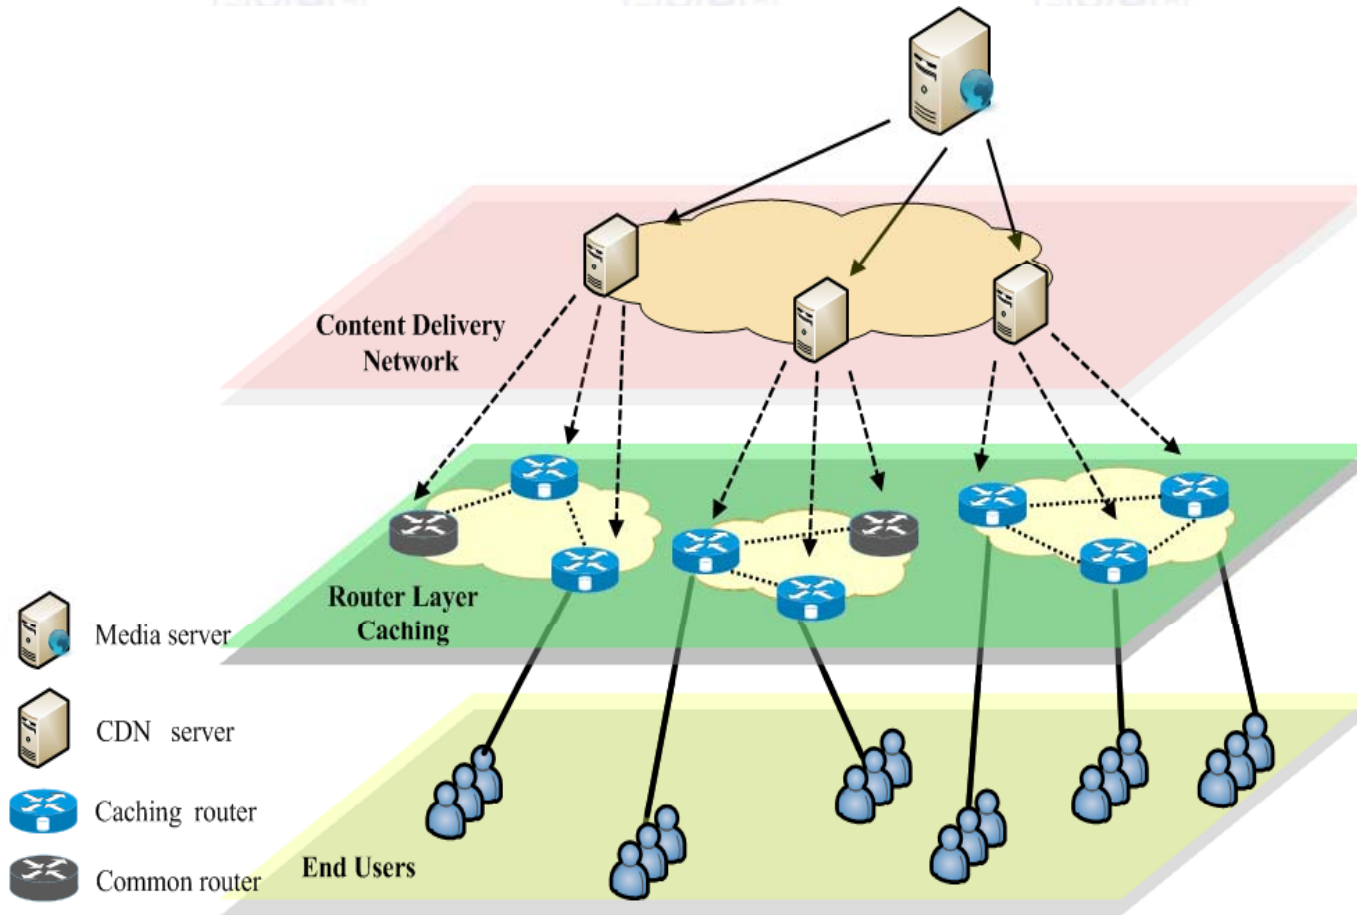 Content Delivery
Network
Router Layer
Caching
Media server
CDN server
Caching router
Common router
End Users